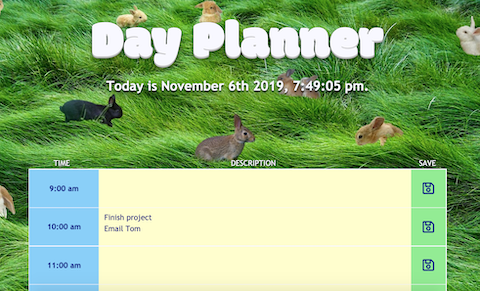 Day Planner
Today is November 6th 2019, 7:49:05 pm.
TIME DESCRIPTION SAVE
9:00 am
10:00 am
Finish project
Email Tom
11:00 am